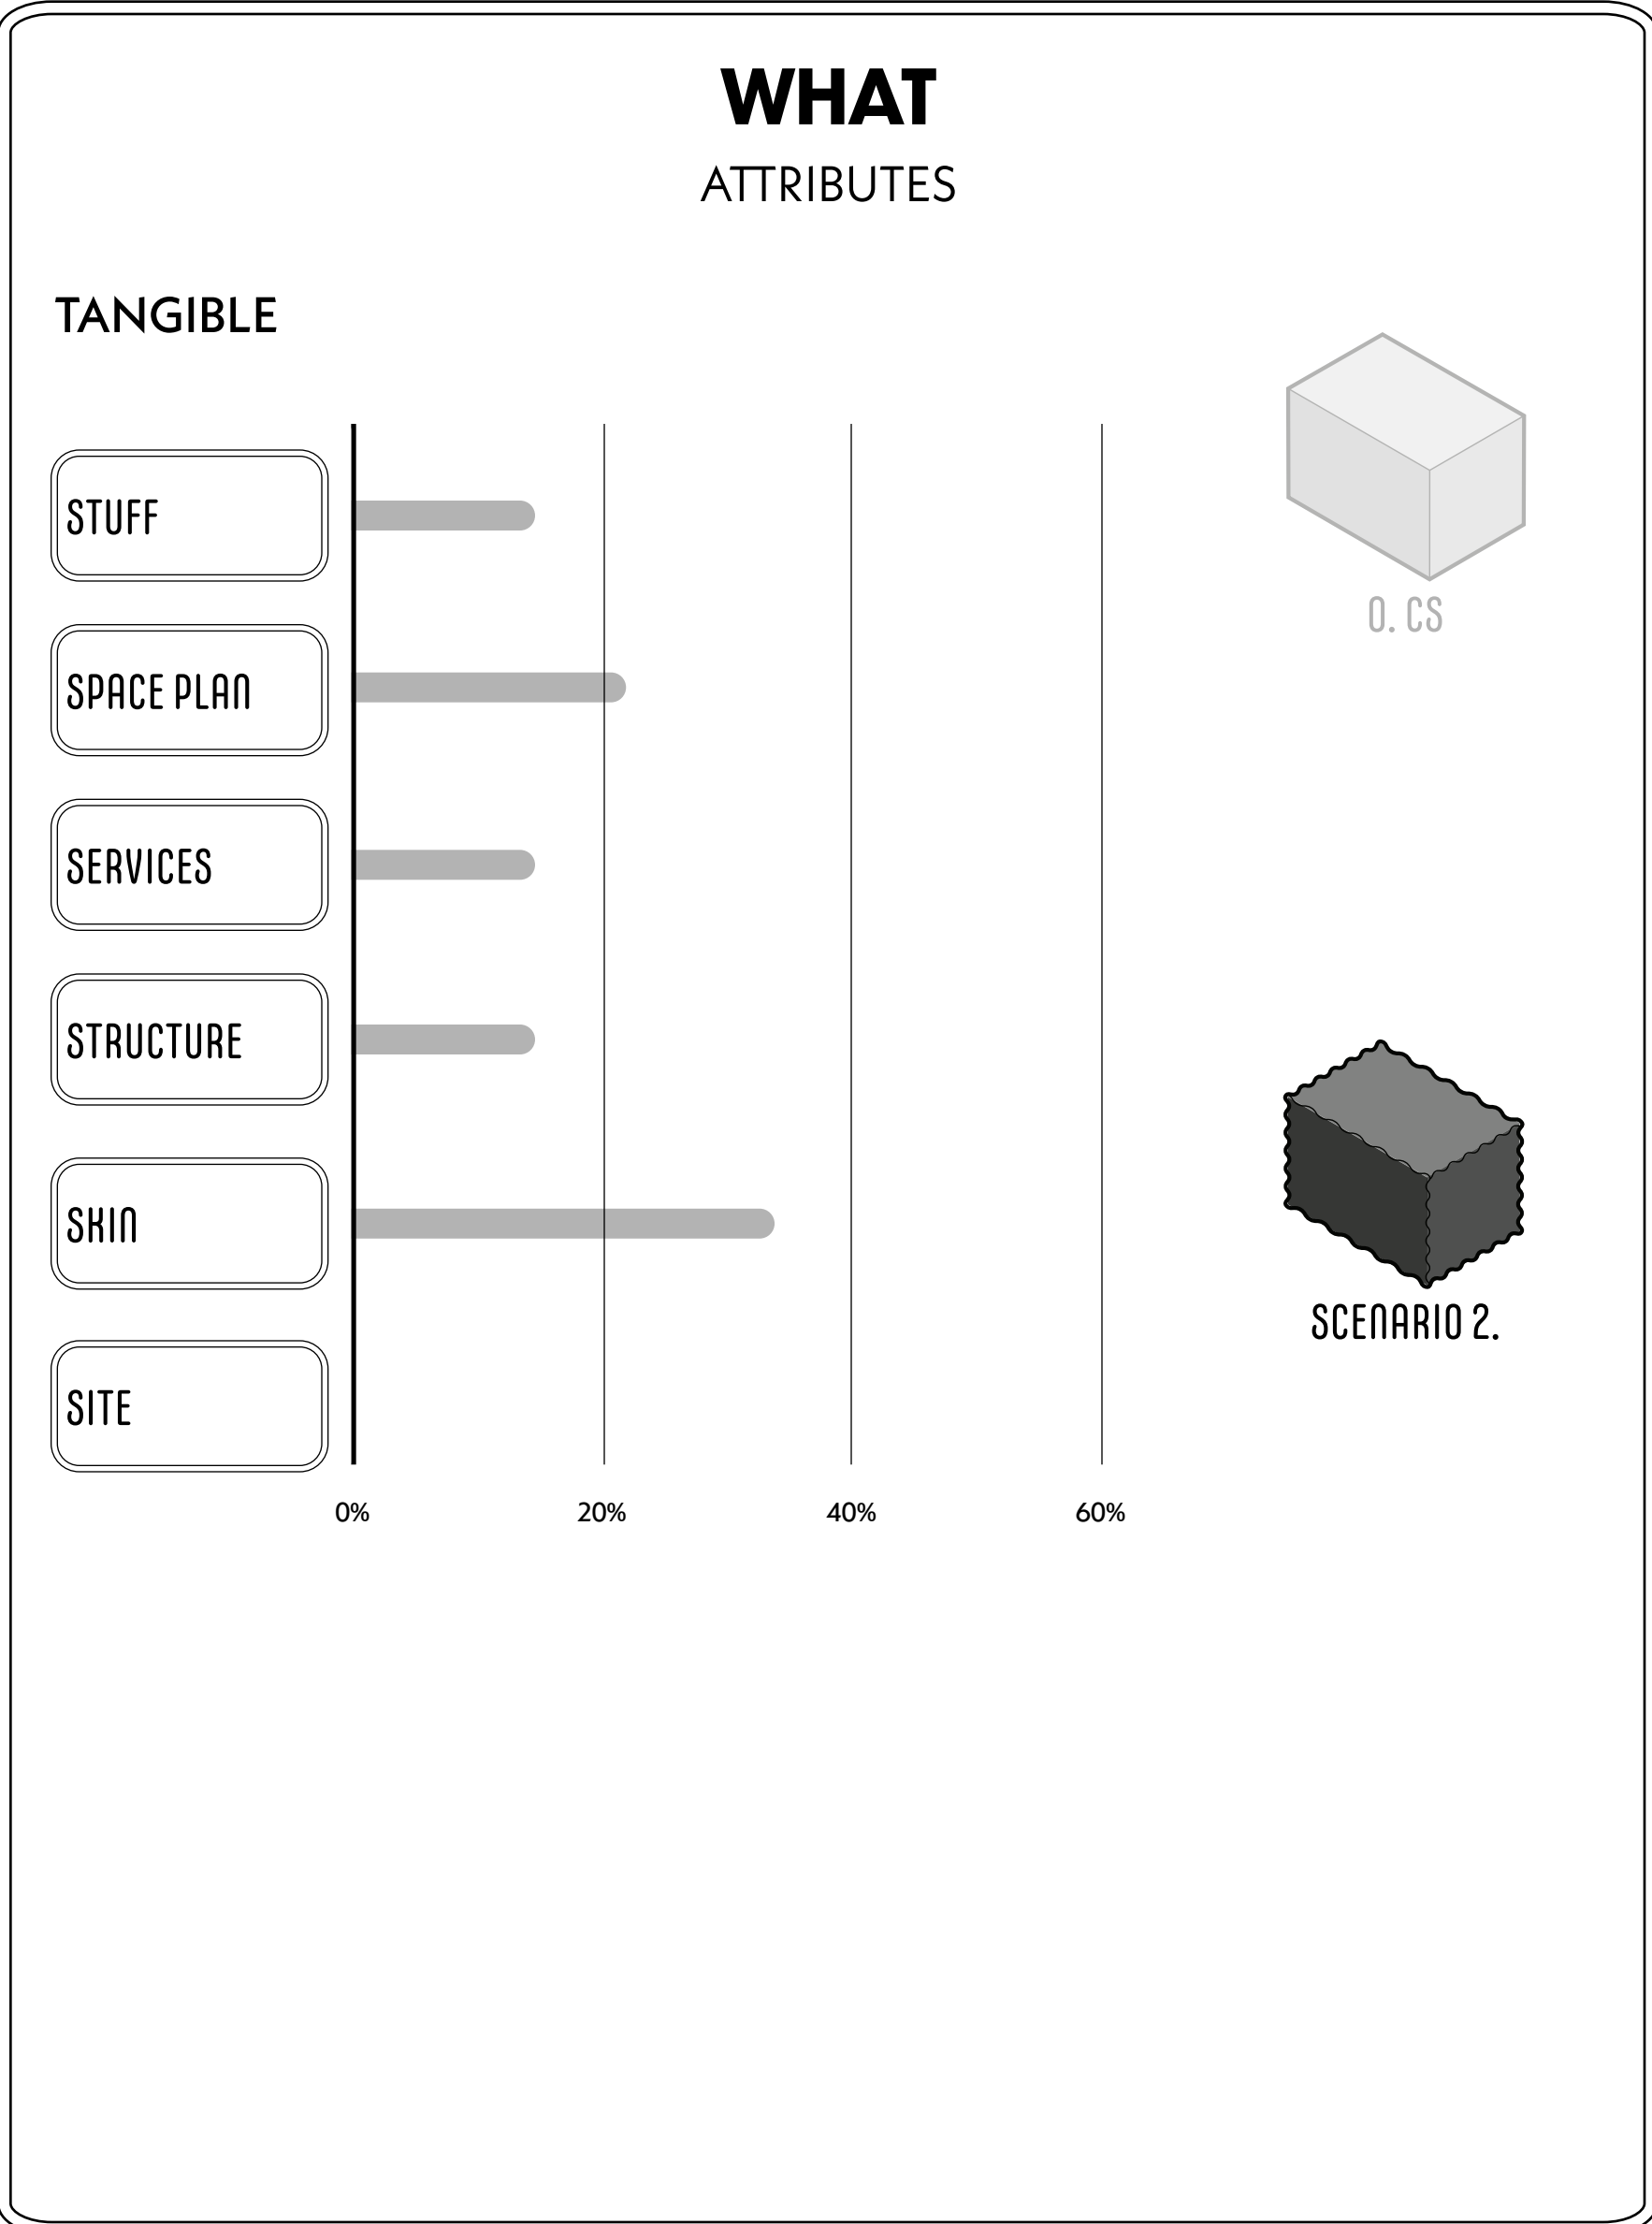 WHAT
ATTRIBUTES
TANGIBLE
STUFF
SPACE PLAN
SERVICES
STRUCTURE
SKIN
SITE
0% 20% 40% 60%
0. CS
SCENARIO 2.